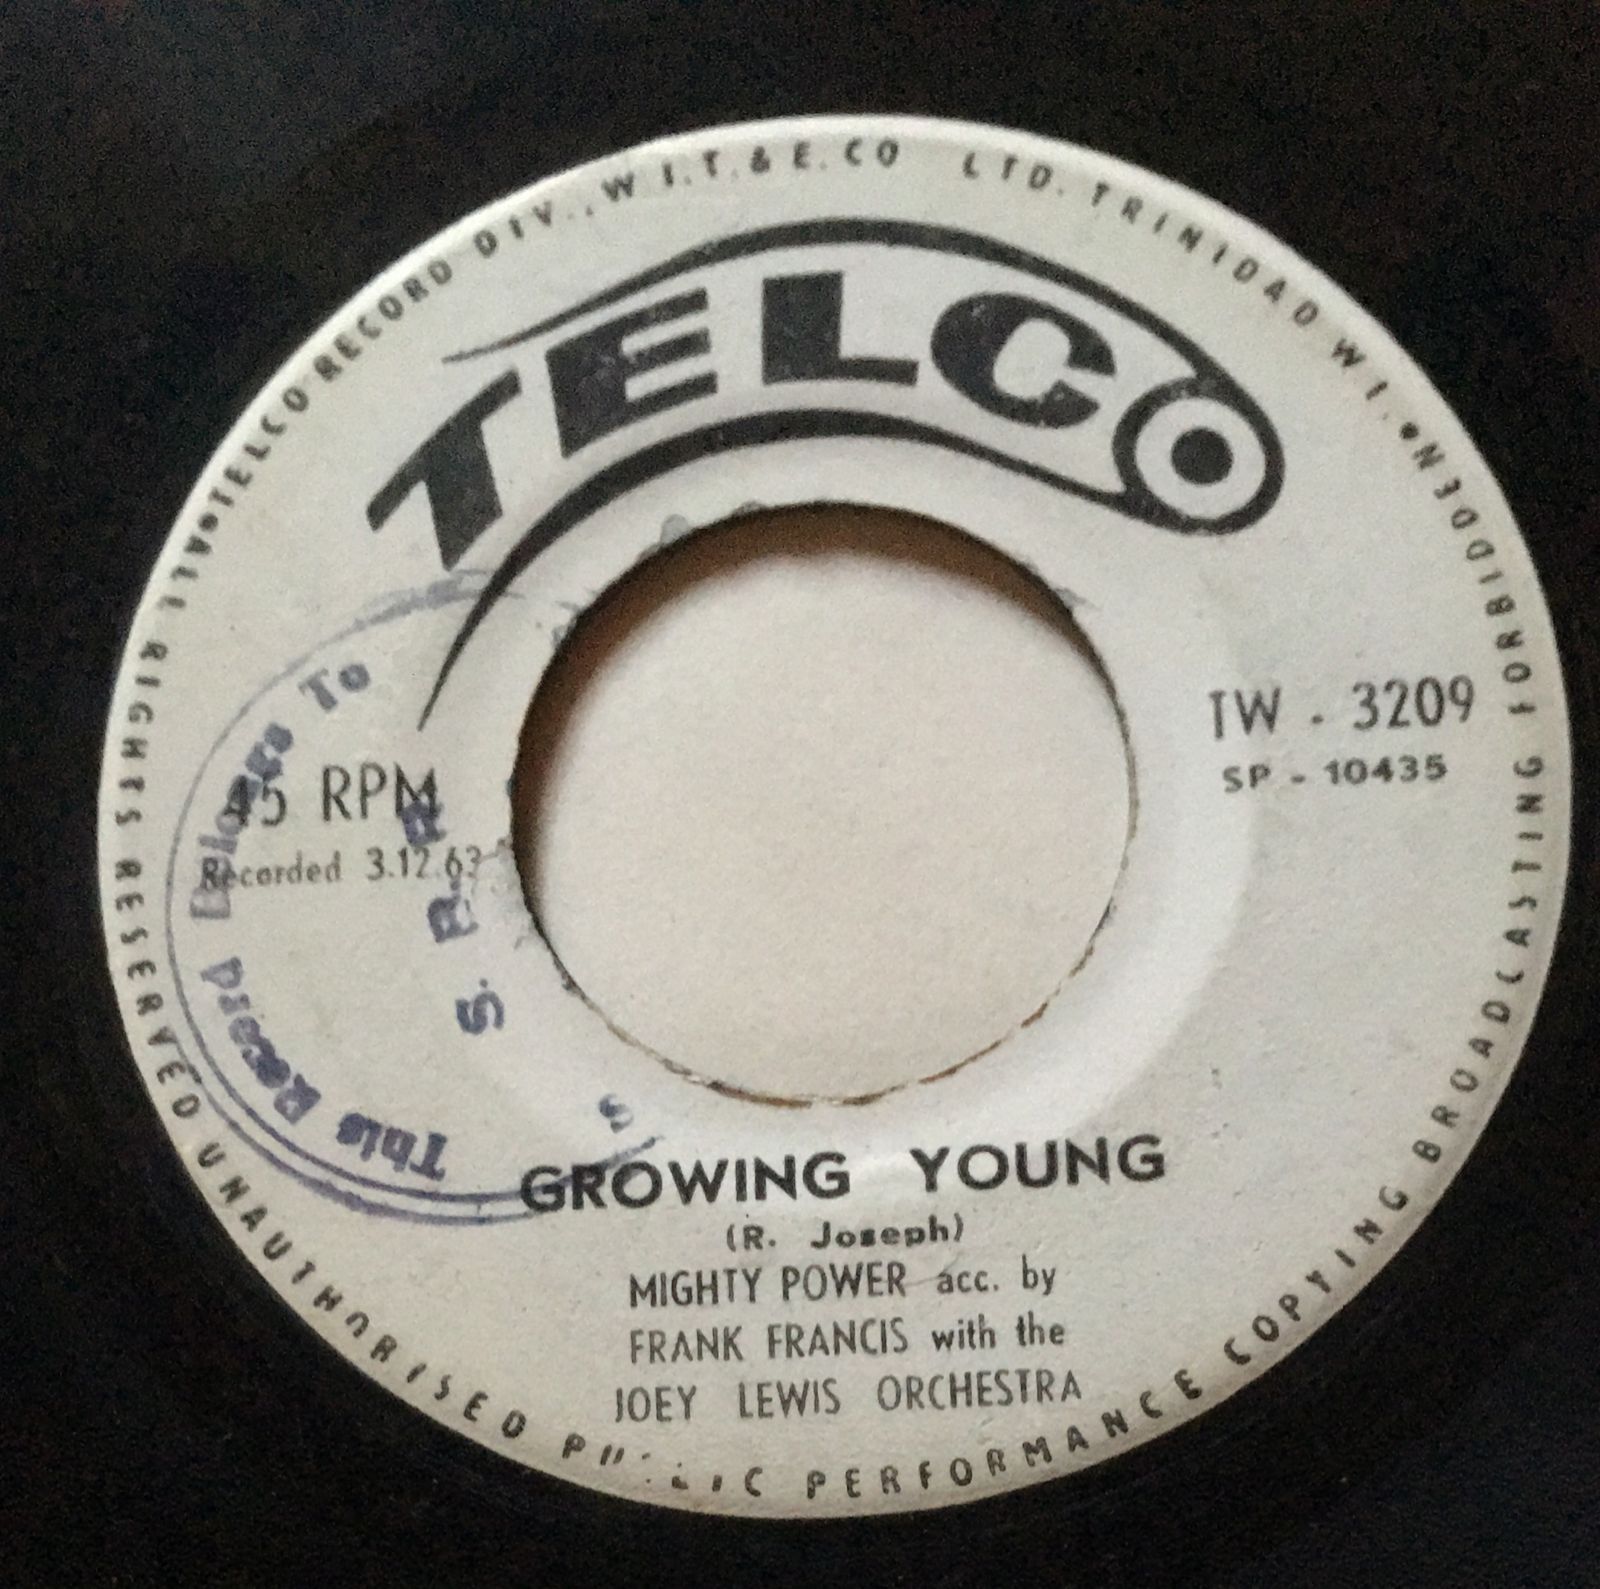 TELCO RECORD DIV., W.I.T. & E. CO LTD. TRINIDAD W.I.
TELCO
TW - 3209
SP - 10435
45 RPM
Recorded 3.12.63
This Record Belongs To
S. R. R
GROWING YOUNG
(R. Joseph)
MIGHTY POWER acc. by
FRANK FRANCIS with the
JOEY LEWIS ORCHESTRA
ALL RIGHTS RESERVED UNAUTHORISED PUBLIC PERFORMANCE COPYING BROADCASTING FORBIDDEN